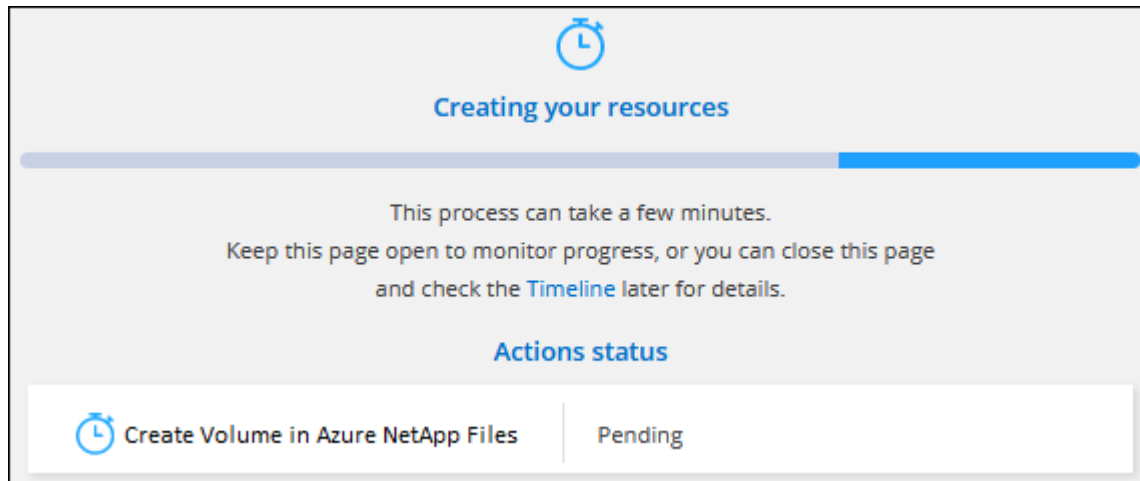 Creating your resources
This process can take a few minutes.
Keep this page open to monitor progress, or you can close this page
and check the Timeline later for details.
Actions status
Create Volume in Azure NetApp Files Pending